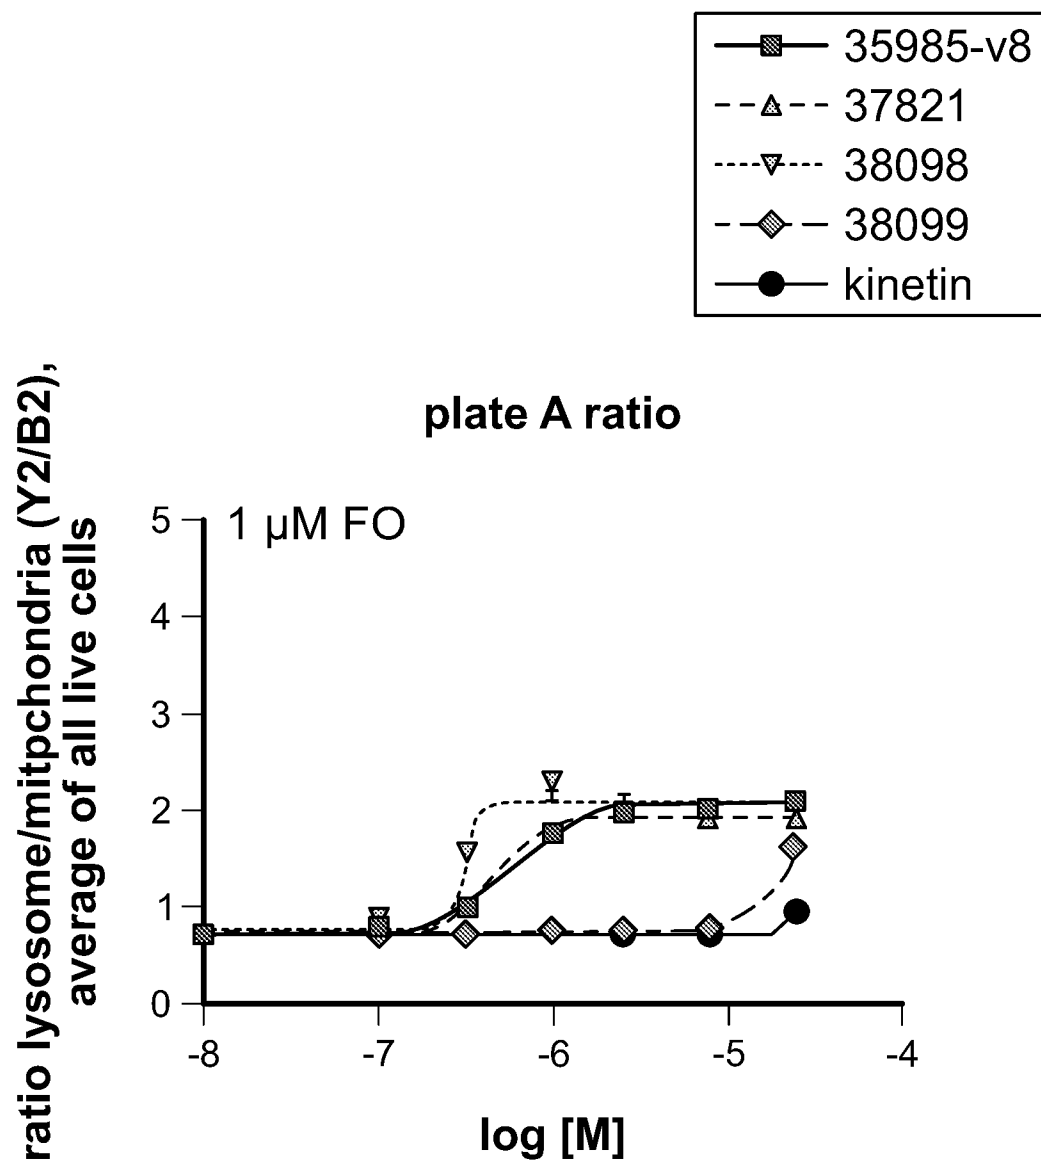 35985-v8
37821
38098
38099
kinetin
plate A ratio
ratio lysosome/mitpchondria (Y2/B2),
average of all live cells
1 µM FO
5
4
3
2
1
0
-8
-7
-6
-5
-4
log [M]